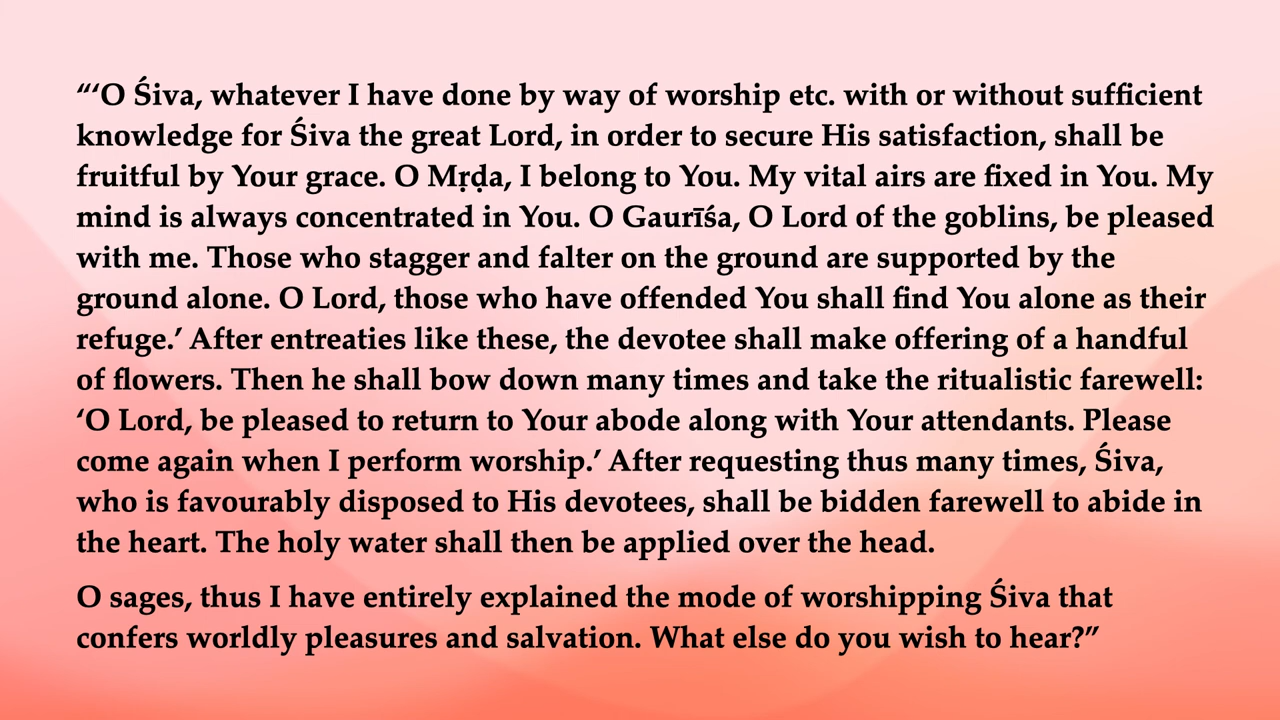 “‘O Śiva, whatever I have done by way of worship etc. with or without sufficient
knowledge for Śiva the great Lord, in order to secure His satisfaction, shall be
fruitful by Your grace. O Mṛḍa, I belong to You. My vital airs are fixed in You. My
mind is always concentrated in You. O Gaurīśa, O Lord of the goblins, be pleased
with me. Those who stagger and falter on the ground are supported by the
ground alone. O Lord, those who have offended You shall find You alone as their
refuge.’ After entreaties like these, the devotee shall make offering of a handful
of flowers. Then he shall bow down many times and take the ritualistic farewell:
‘O Lord, be pleased to return to Your abode along with Your attendants. Please
come again when I perform worship.’ After requesting thus many times, Śiva,
who is favourably disposed to His devotees, shall be bidden farewell to abide in
the heart. The holy water shall then be applied over the head.
O sages, thus I have entirely explained the mode of worshipping Śiva that
confers worldly pleasures and salvation. What else do you wish to hear?”